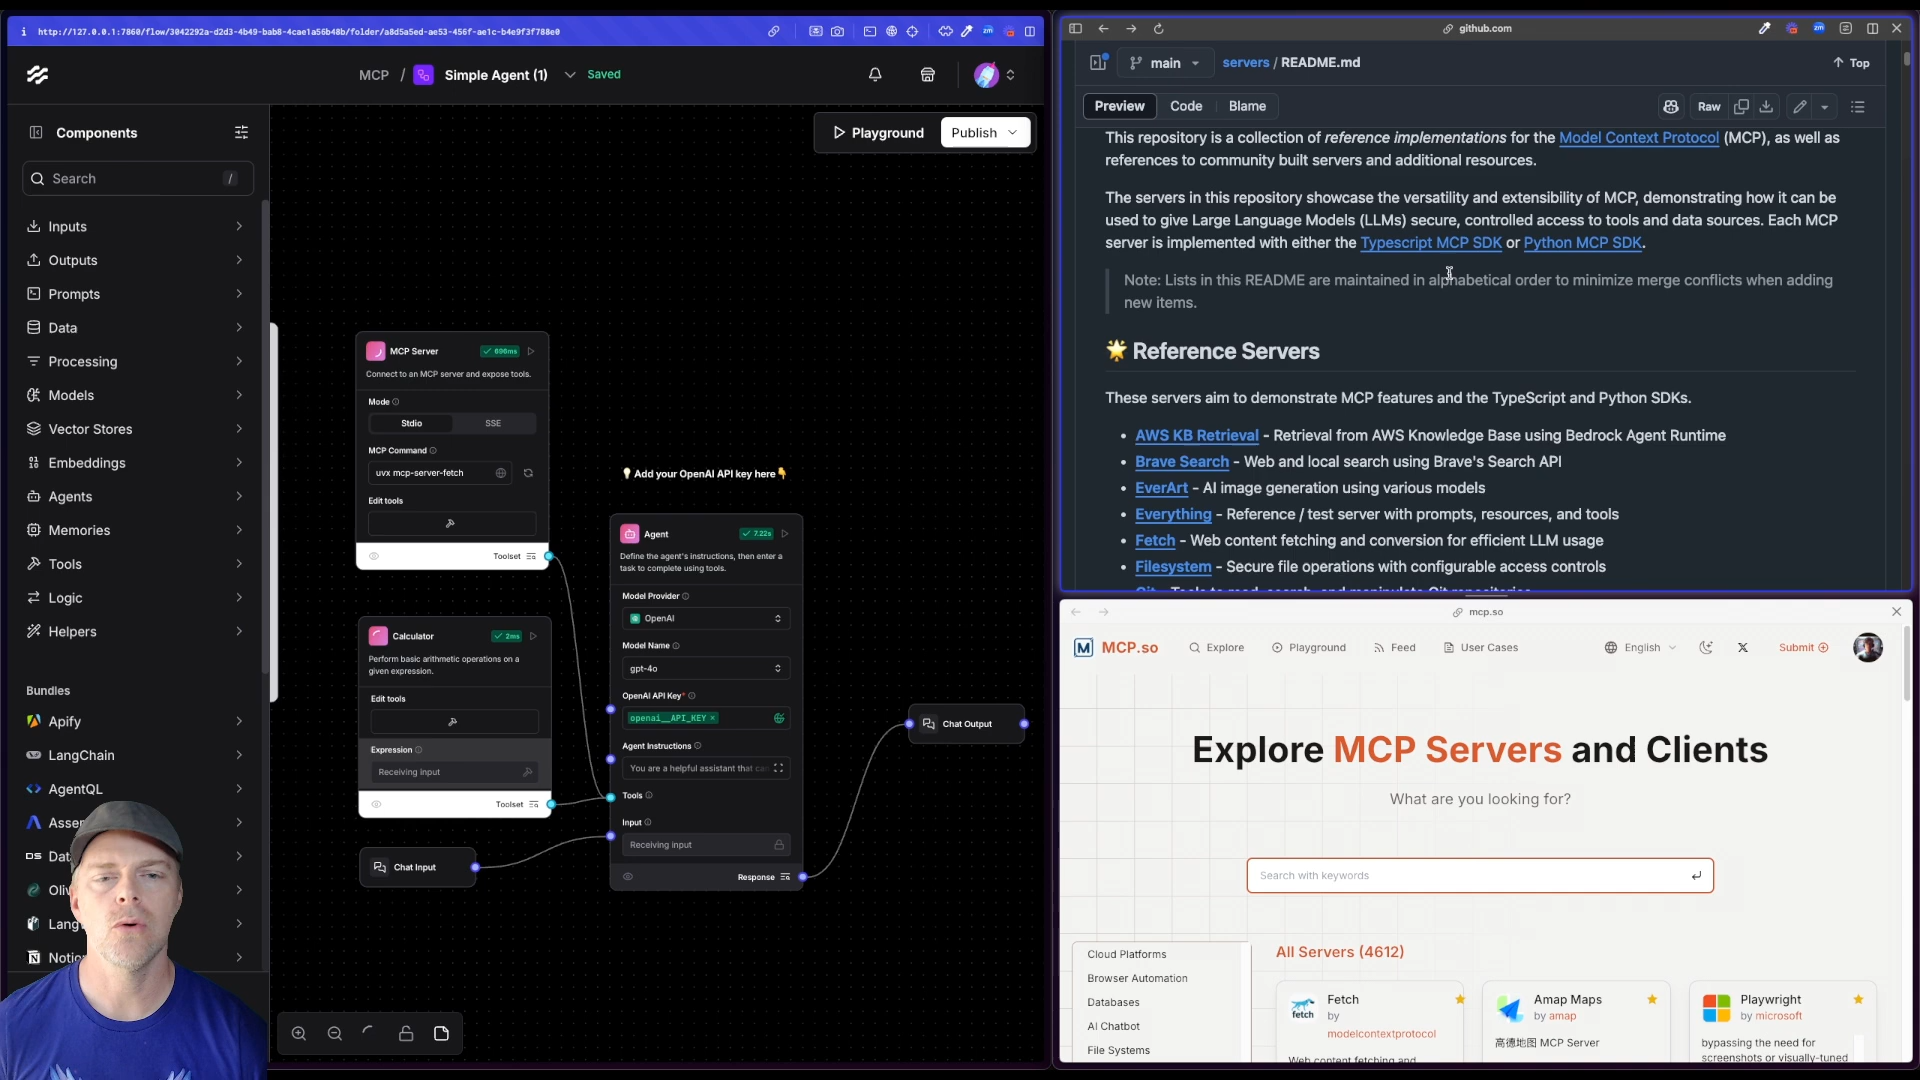 http://127.0.0.1:7860/flow/3042292a-d2d3-4b49-bab8-4cae1a56b48b/folder/a8d5a5ed-ae53-456f-ae1c-b4e9f3f788e0
MCP / Simple Agent (1) Saved
Components
Search /
Inputs
Outputs
Prompts
Data
Processing
Models
Vector Stores
Embeddings
Agents
Memories
Tools
Logic
Helpers
Bundles
Apify
LangChain
AgentQL
Playground
Publish
MCP Server
696ms
Connect to an MCP server and expose tools.
Mode
Stdio SSE
MCP Command
uvx mcp-server-fetch
Edit tools
Toolset
Calculator
2ms
Perform basic arithmetic operations on a
given expression.
Edit tools
Expression
Receiving input
Toolset
Chat Input
💡 Add your OpenAI API key here👇
Agent
7.22s
Define the agent's instructions, then enter a
task to complete using tools.
Model Provider
OpenAI
Model Name
gpt-4o
OpenAI API Key*
openai__API_KEY ×
Agent Instructions
You are a helpful assistant that
Tools
Input
Receiving input
Response
Chat Output
github.com
main
servers / README.md
Top
Preview Code Blame
Raw
This repository is a collection of reference implementations for the Model Context Protocol (MCP), as well as
references to community built servers and additional resources.
The servers in this repository showcase the versatility and extensibility of MCP, demonstrating how it can be
used to give Large Language Models (LLMs) secure, controlled access to tools and data sources. Each MCP
server is implemented with either the Typescript MCP SDK or Python MCP SDK.
Note: Lists in this README are maintained in alphabetical order to minimize merge conflicts when adding
new items.
🌟 Reference Servers
These servers aim to demonstrate MCP features and the TypeScript and Python SDKs.
• AWS KB Retrieval - Retrieval from AWS Knowledge Base using Bedrock Agent Runtime
• Brave Search - Web and local search using Brave's Search API
• EverArt - AI image generation using various models
• Everything - Reference / test server with prompts, resources, and tools
• Fetch - Web content fetching and conversion for efficient LLM usage
• Filesystem - Secure file operations with configurable access controls
mcp.so
MCP.so
Explore
Playground
Feed
User Cases
English
Submit
Explore MCP Servers and Clients
What are you looking for?
Search with keywords
Cloud Platforms
Browser Automation
Databases
AI Chatbot
File Systems
All Servers (4612)
fetch
Fetch
by
modelcontextprotocol
Web content fetching and
Amap Maps
by amap
高德地图 MCP Server
Playwright
by microsoft
bypassing the need for
screenshots or visually-tuned